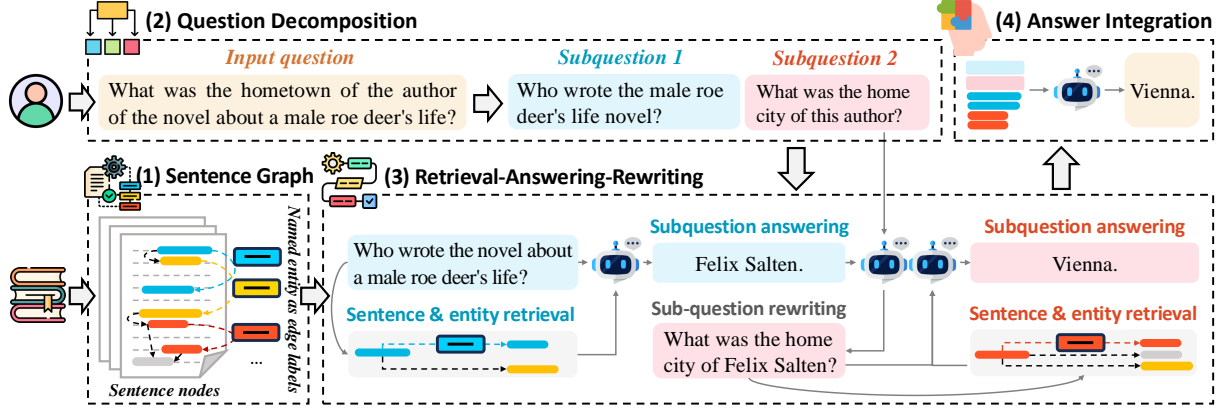 (2) Question Decomposition
Input question
What was the hometown of the author
of the novel about a male roe deer's life?
Subquestion 1
Who wrote the male roe
deer's life novel?
Subquestion 2
What was the home
city of this author?
(4) Answer Integration
Vienna.
(1) Sentence Graph
Named entity as edge labels
...
Sentence nodes
(3) Retrieval-Answering-Rewriting
Who wrote the novel about
a male roe deer's life?
Sentence & entity retrieval
Subquestion answering
Felix Salten.
Sub-question rewriting
What was the home
city of Felix Salten?
Subquestion answering
Vienna.
Sentence & entity retrieval